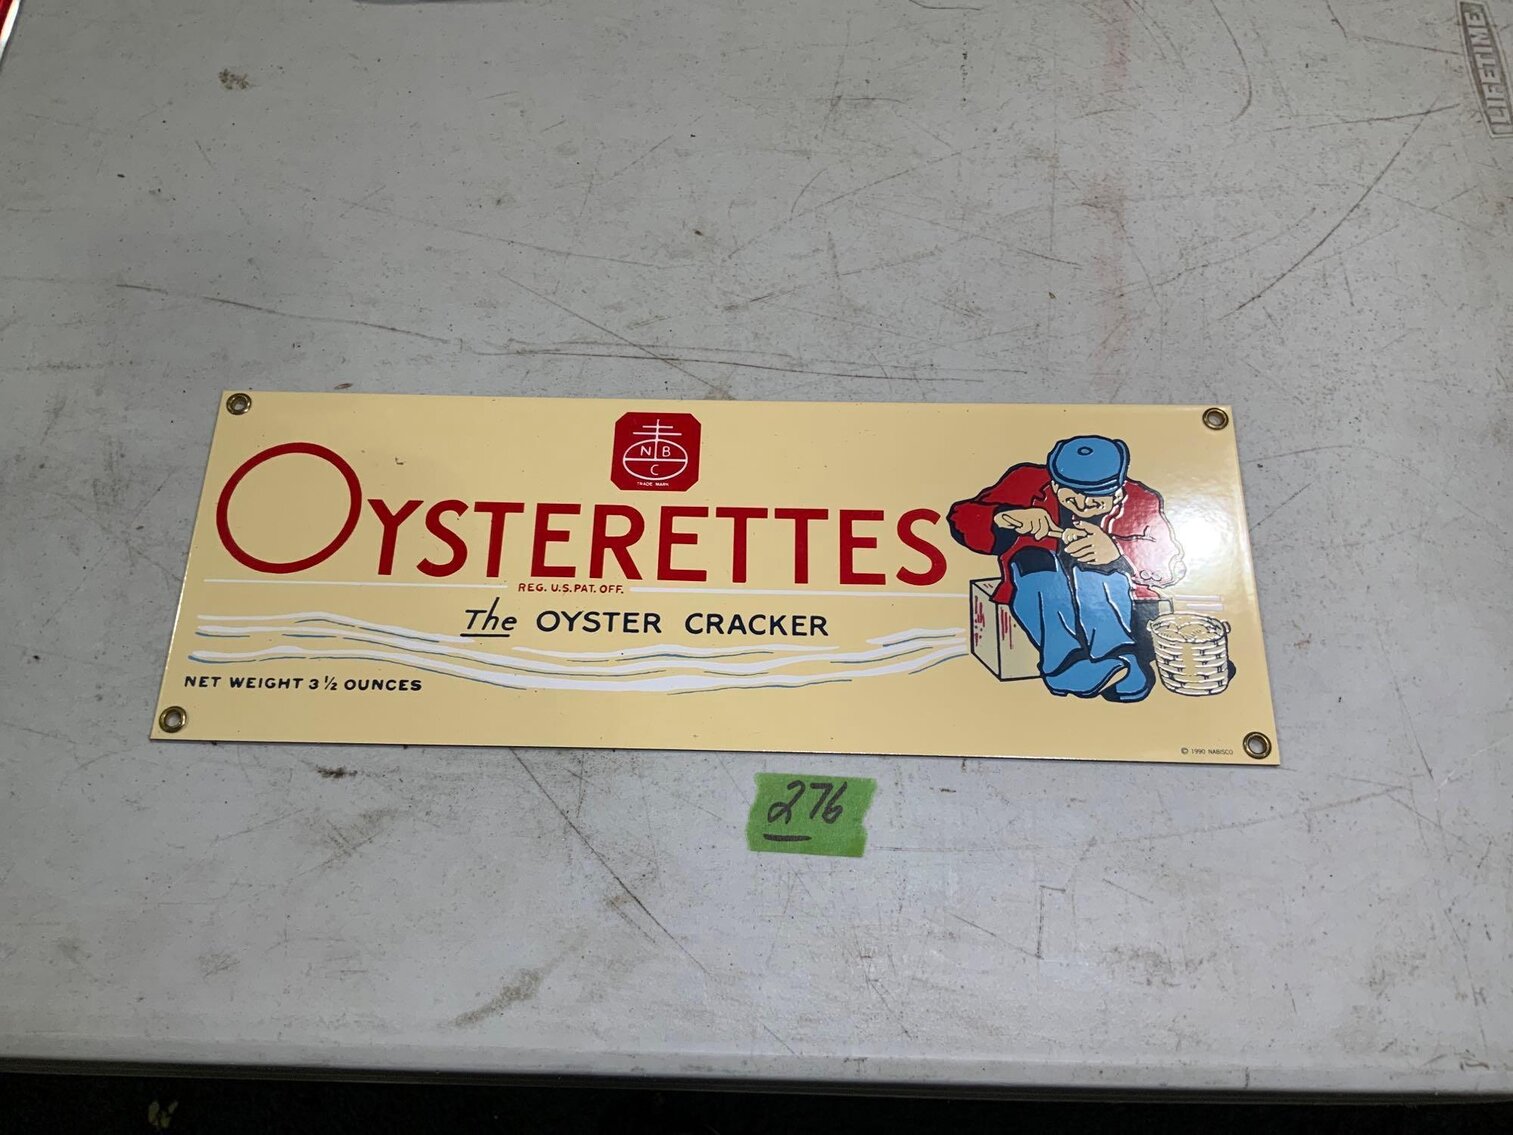 LIFETIME
N B
C
TRADE MARK
OYSTERETTES
REG. U.S. PAT. OFF.
The OYSTER CRACKER
NET WEIGHT 3 ½ OUNCES
© 1990 NABISCO
276